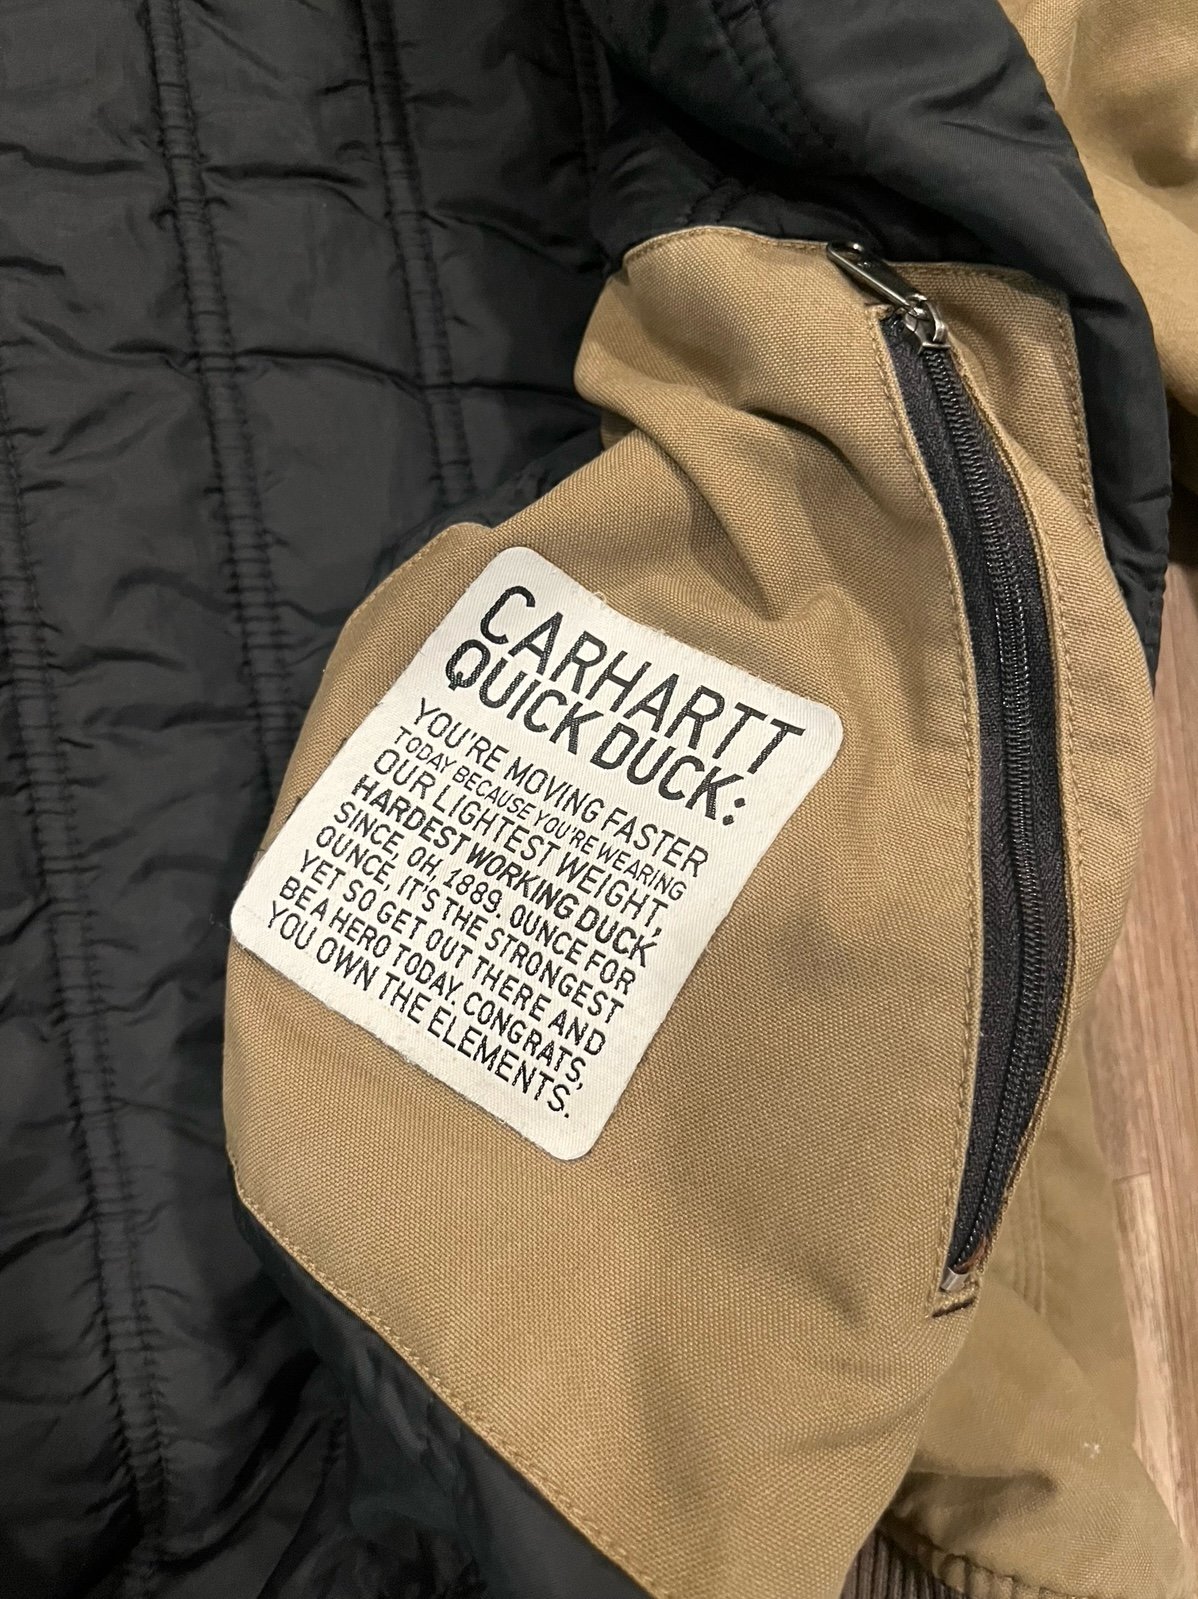 CARHARTT
QUICK DUCK:
YOU'RE MOVING FASTER
TODAY BECAUSE YOU'RE WEARING
OUR LIGHTEST WEIGHT,
HARDEST WORKING DUCK
SINCE, OH, 1889. OUNCE FOR
OUNCE, IT'S THE STRONGEST
YET SO GET OUT THERE AND
BE A HERO TODAY. CONGRATS,
YOU OWN THE ELEMENTS.